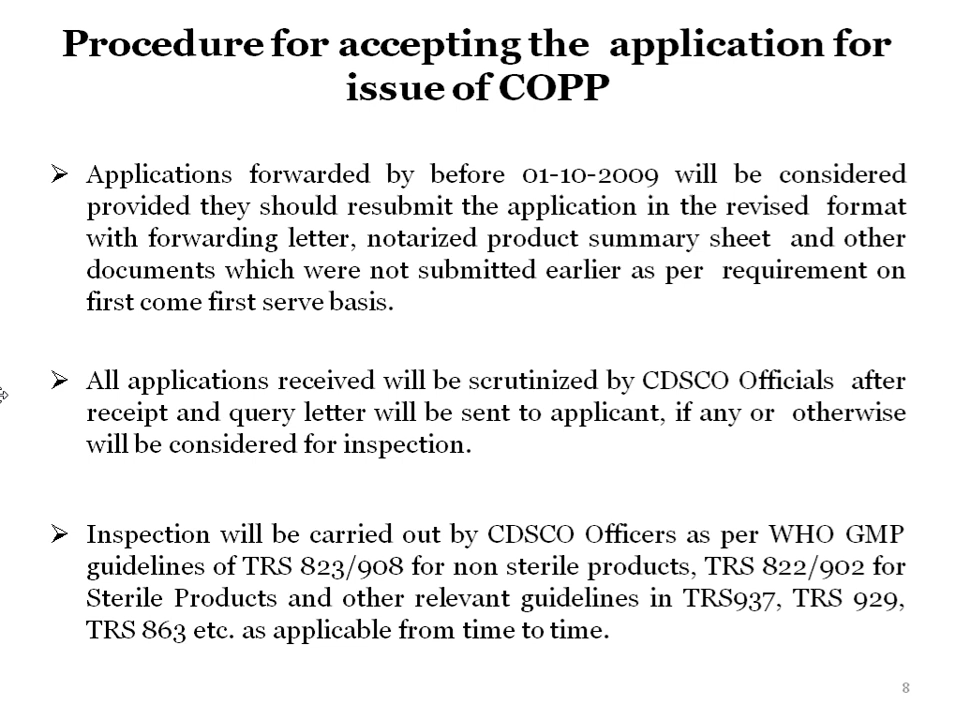 Procedure for accepting the application for
issue of COPP
➢ Applications forwarded by before 01-10-2009 will be considered
provided they should resubmit the application in the revised format
with forwarding letter, notarized product summary sheet and other
documents which were not submitted earlier as per requirement on
first come first serve basis.
➢ All applications received will be scrutinized by CDSCO Officials after
receipt and query letter will be sent to applicant, if any or otherwise
will be considered for inspection.
➢ Inspection will be carried out by CDSCO Officers as per WHO GMP
guidelines of TRS 823/908 for non sterile products, TRS 822/902 for
Sterile Products and other relevant guidelines in TRS937, TRS 929,
TRS 863 etc. as applicable from time to time.
8